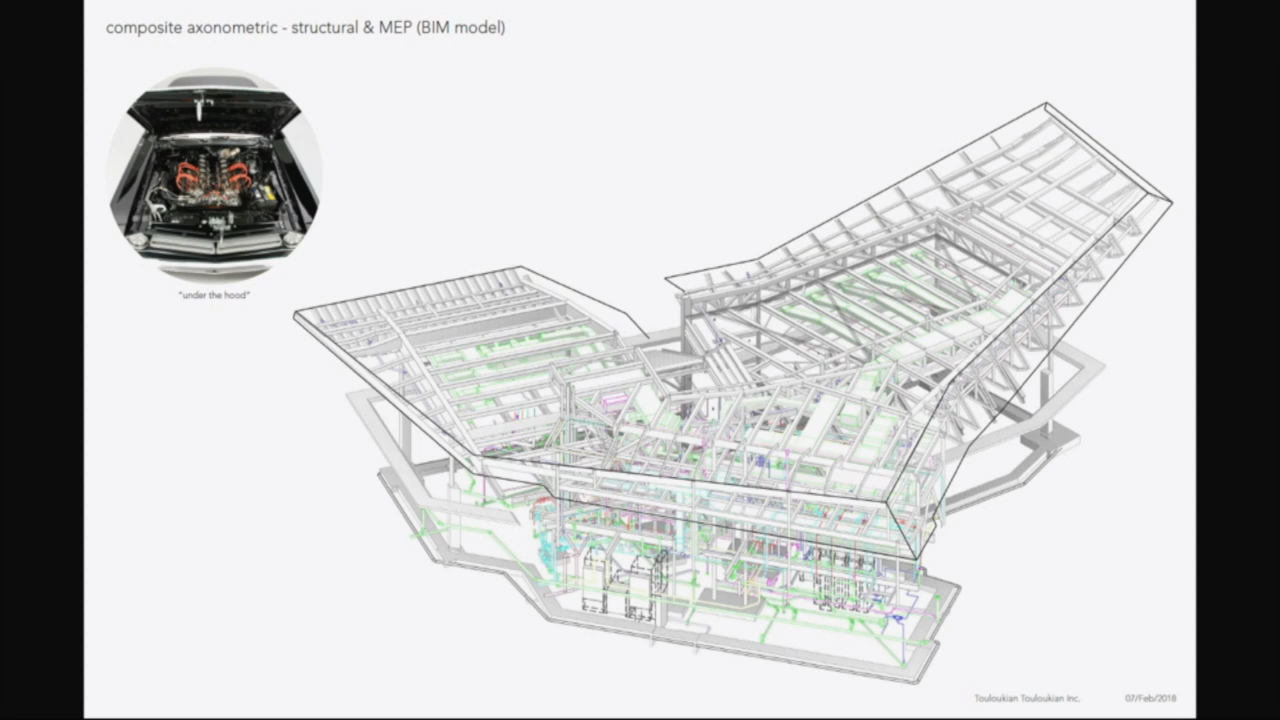 composite axonometric - structural & MEP (BIM model)
"under the hood"
Touloukian Touloukian Inc.
07/Feb/2018